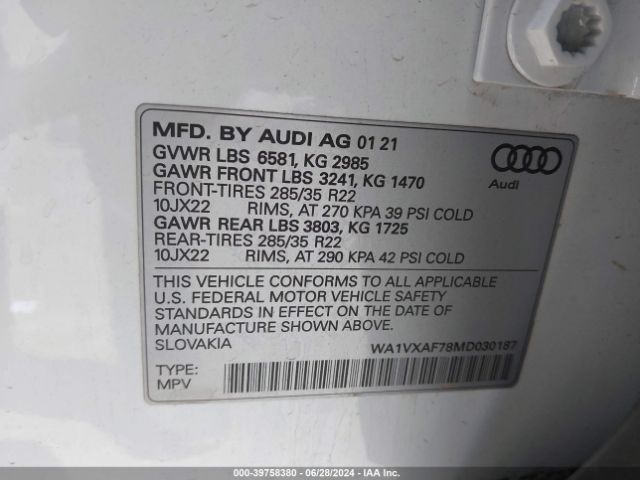 MFD. BY AUDI AG 01 21
GVWR LBS 6581, KG 2985
GAWR FRONT LBS 3241, KG 1470
FRONT-TIRES 285/35 R22
10JX22 RIMS, AT 270 KPA 39 PSI COLD
GAWR REAR LBS 3803, KG 1725
REAR-TIRES 285/35 R22
10JX22 RIMS, AT 290 KPA 42 PSI COLD
Audi
THIS VEHICLE CONFORMS TO ALL APPLICABLE
U.S. FEDERAL MOTOR VEHICLE SAFETY
STANDARDS IN EFFECT ON THE DATE OF
MANUFACTURE SHOWN ABOVE.
SLOVAKIA WA1VXAF78MD030187
TYPE:
MPV
000-39758380 - 06/28/2024 - IAA Inc.